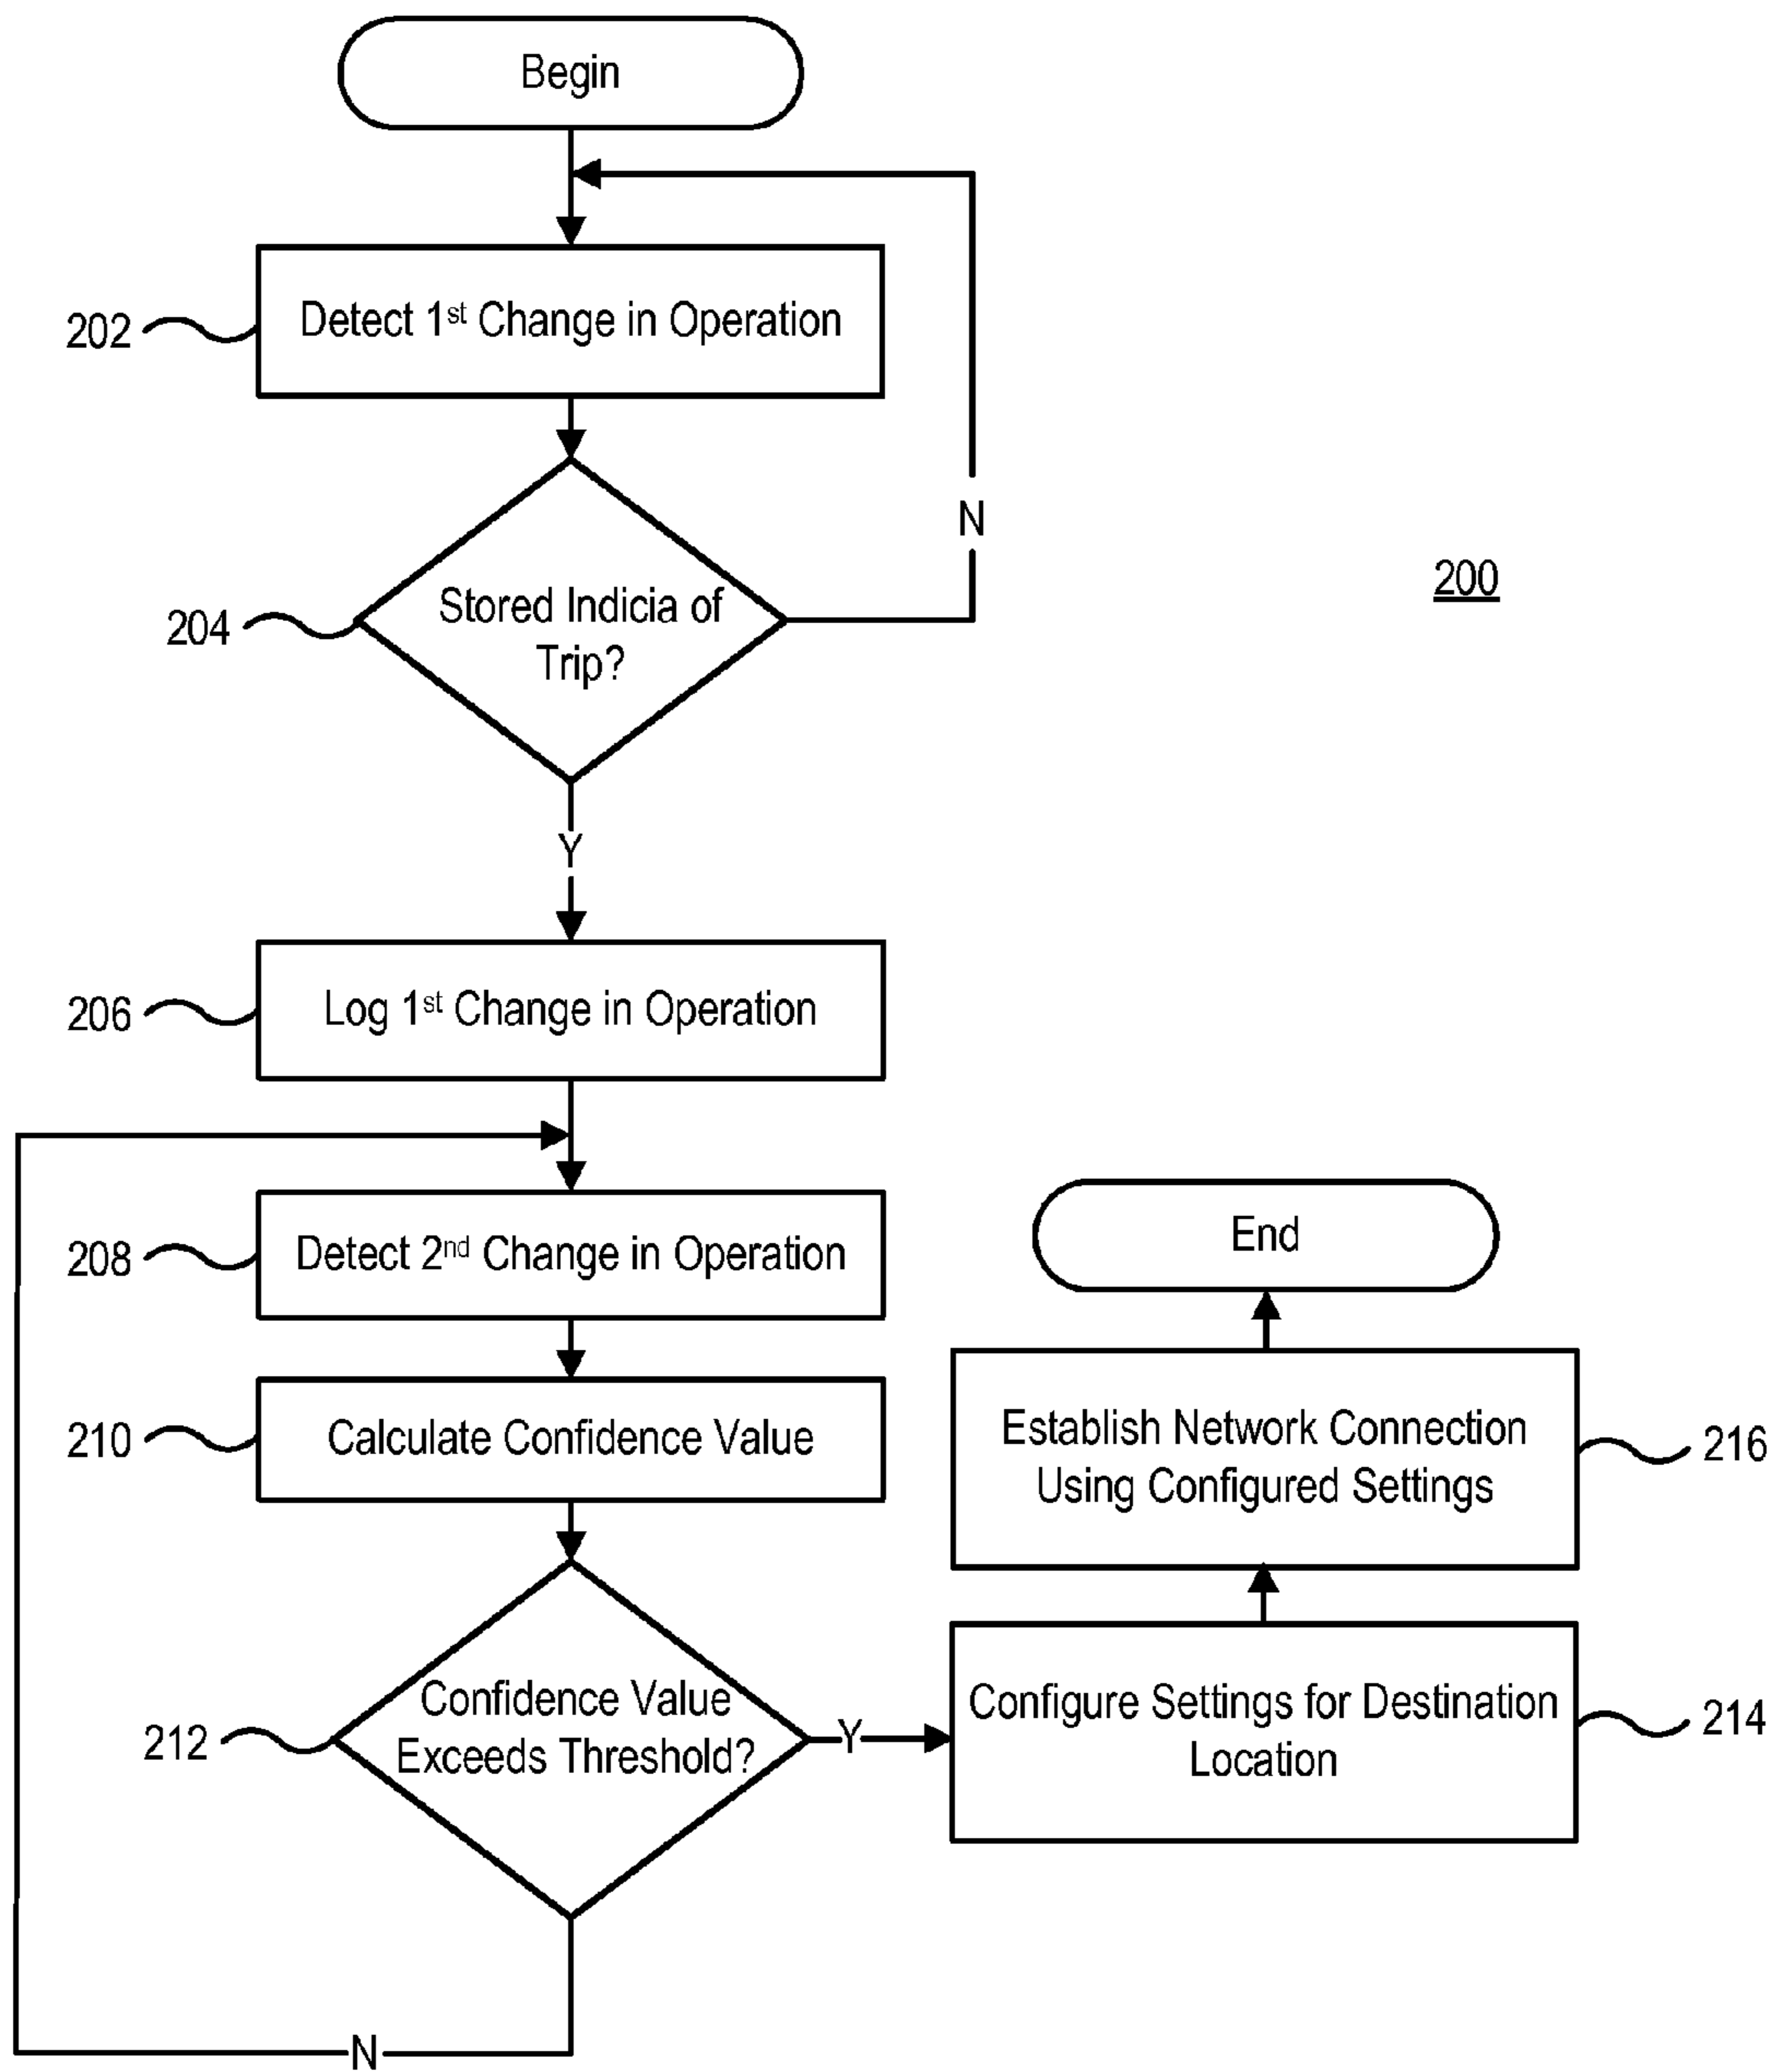 Begin
202
Detect 1st Change in Operation
N
204
Stored Indicia of
Trip?
200
Y
206
Log 1st Change in Operation
208
Detect 2nd Change in Operation
End
210
Calculate Confidence Value
Establish Network Connection
Using Configured Settings
216
212
Confidence Value
Exceeds Threshold?
Y
Configure Settings for Destination
Location
214
N